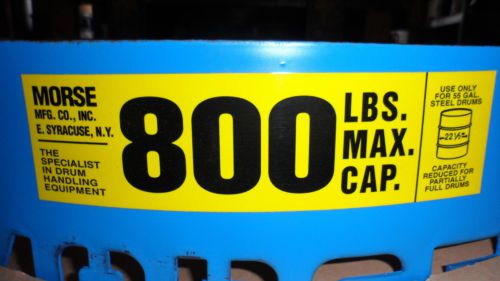 MORSE
MFG. CO., INC.
E. SYRACUSE, N.Y.
THE
SPECIALIST
IN DRUM
HANDLING
EQUIPMENT
800
LBS.
MAX.
CAP.
USE ONLY
FOR 55 GAL.
STEEL DRUMS
22 1/2
CAPACITY
REDUCED FOR
PARTIALLY
FULL DRUMS